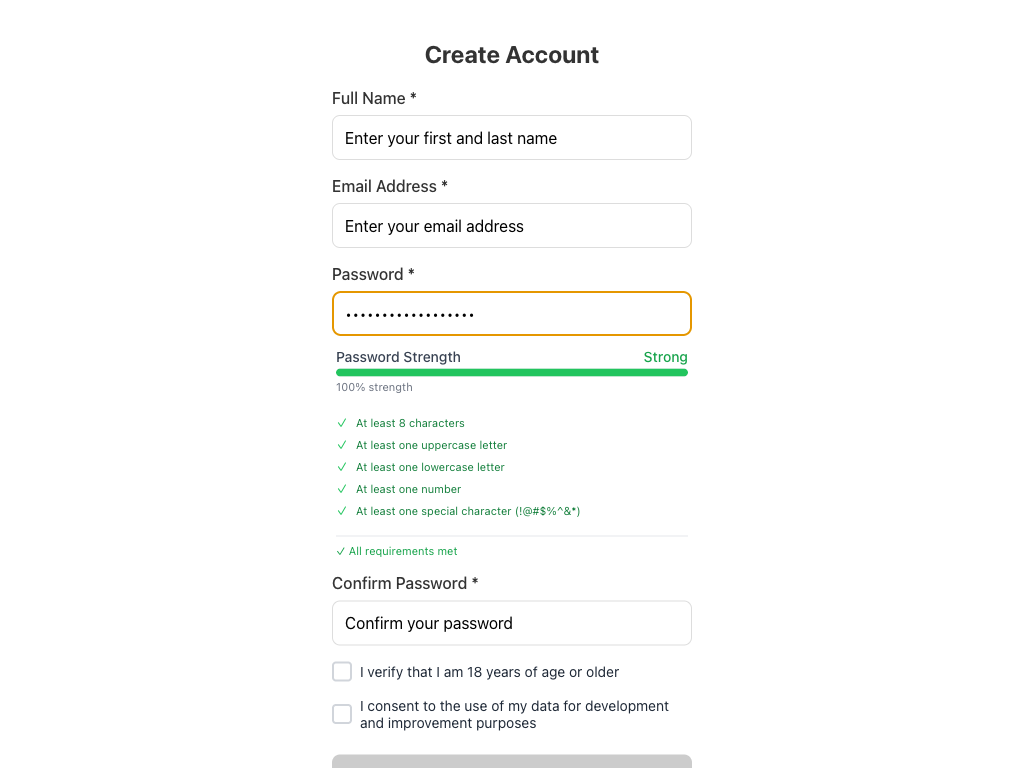 Create Account
Full Name *
Enter your first and last name
Email Address *
Enter your email address
Password *
••••••••••••••••••
Password Strength Strong
100% strength
✓ At least 8 characters
✓ At least one uppercase letter
✓ At least one lowercase letter
✓ At least one number
✓ At least one special character (!@#$%^&*)
✓ All requirements met
Confirm Password *
Confirm your password
I verify that I am 18 years of age or older
I consent to the use of my data for development
and improvement purposes